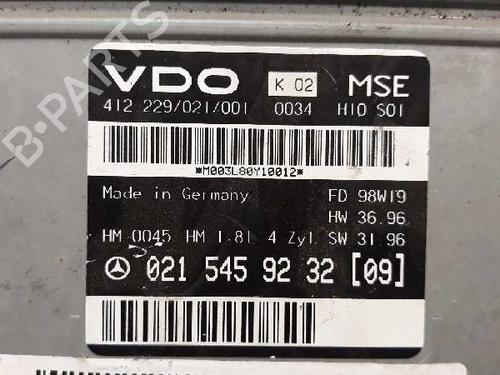 VDO K 02 MSE
412 229/021/001 0034 H10 S01
*M003L80Y10012*
Made in Germany FD 98W19
HW 36.96
HM-0045 HM 1.8L 4 Zyl. SW 31.96
021 545 92 32 [09]
B-PARTS